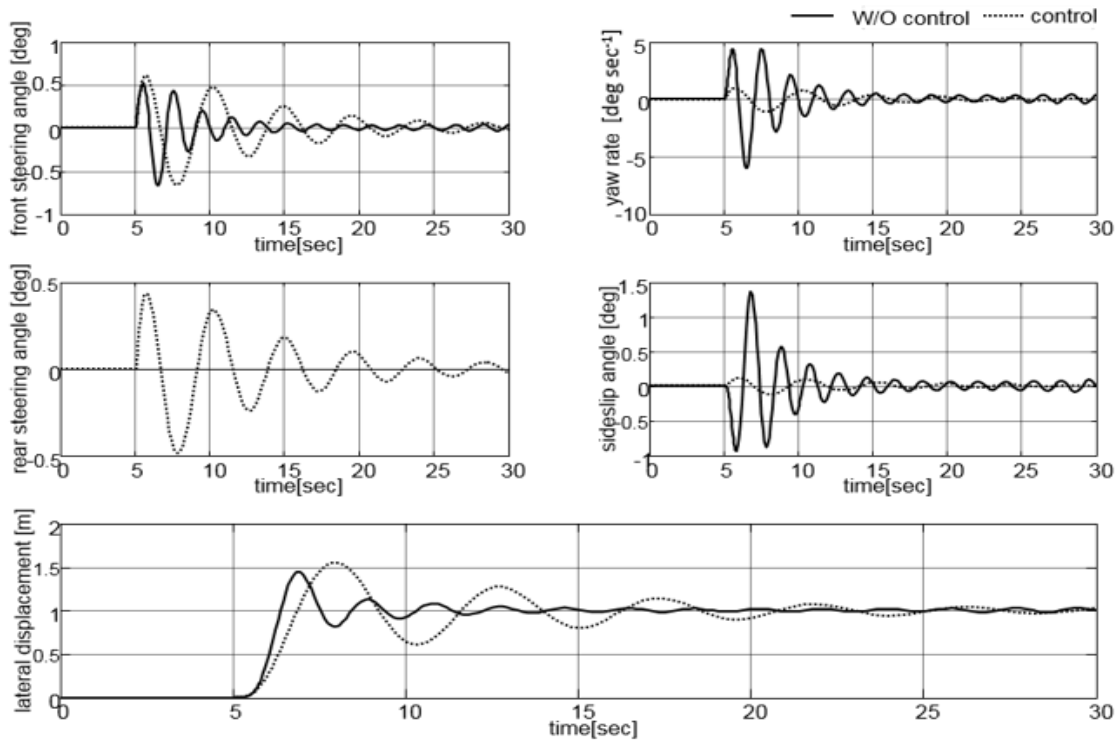 W/O control control
front steering angle [deg]
1
0.5
0
-0.5
-1
0 5 10 15 20 25 30
time[sec]
yaw rate [deg sec⁻¹]
5
0
-5
-10
0 5 10 15 20 25 30
time[sec]
rear steering angle [deg]
0.5
0
-0.5
0 5 10 15 20 25 30
time[sec]
sideslip angle [deg]
1.5
1
0.5
0
-0.5
-1
0 5 10 15 20 25 30
time[sec]
lateral displacement [m]
2
1.5
1
0.5
0
0 5 10 15 20 25 30
time[sec]